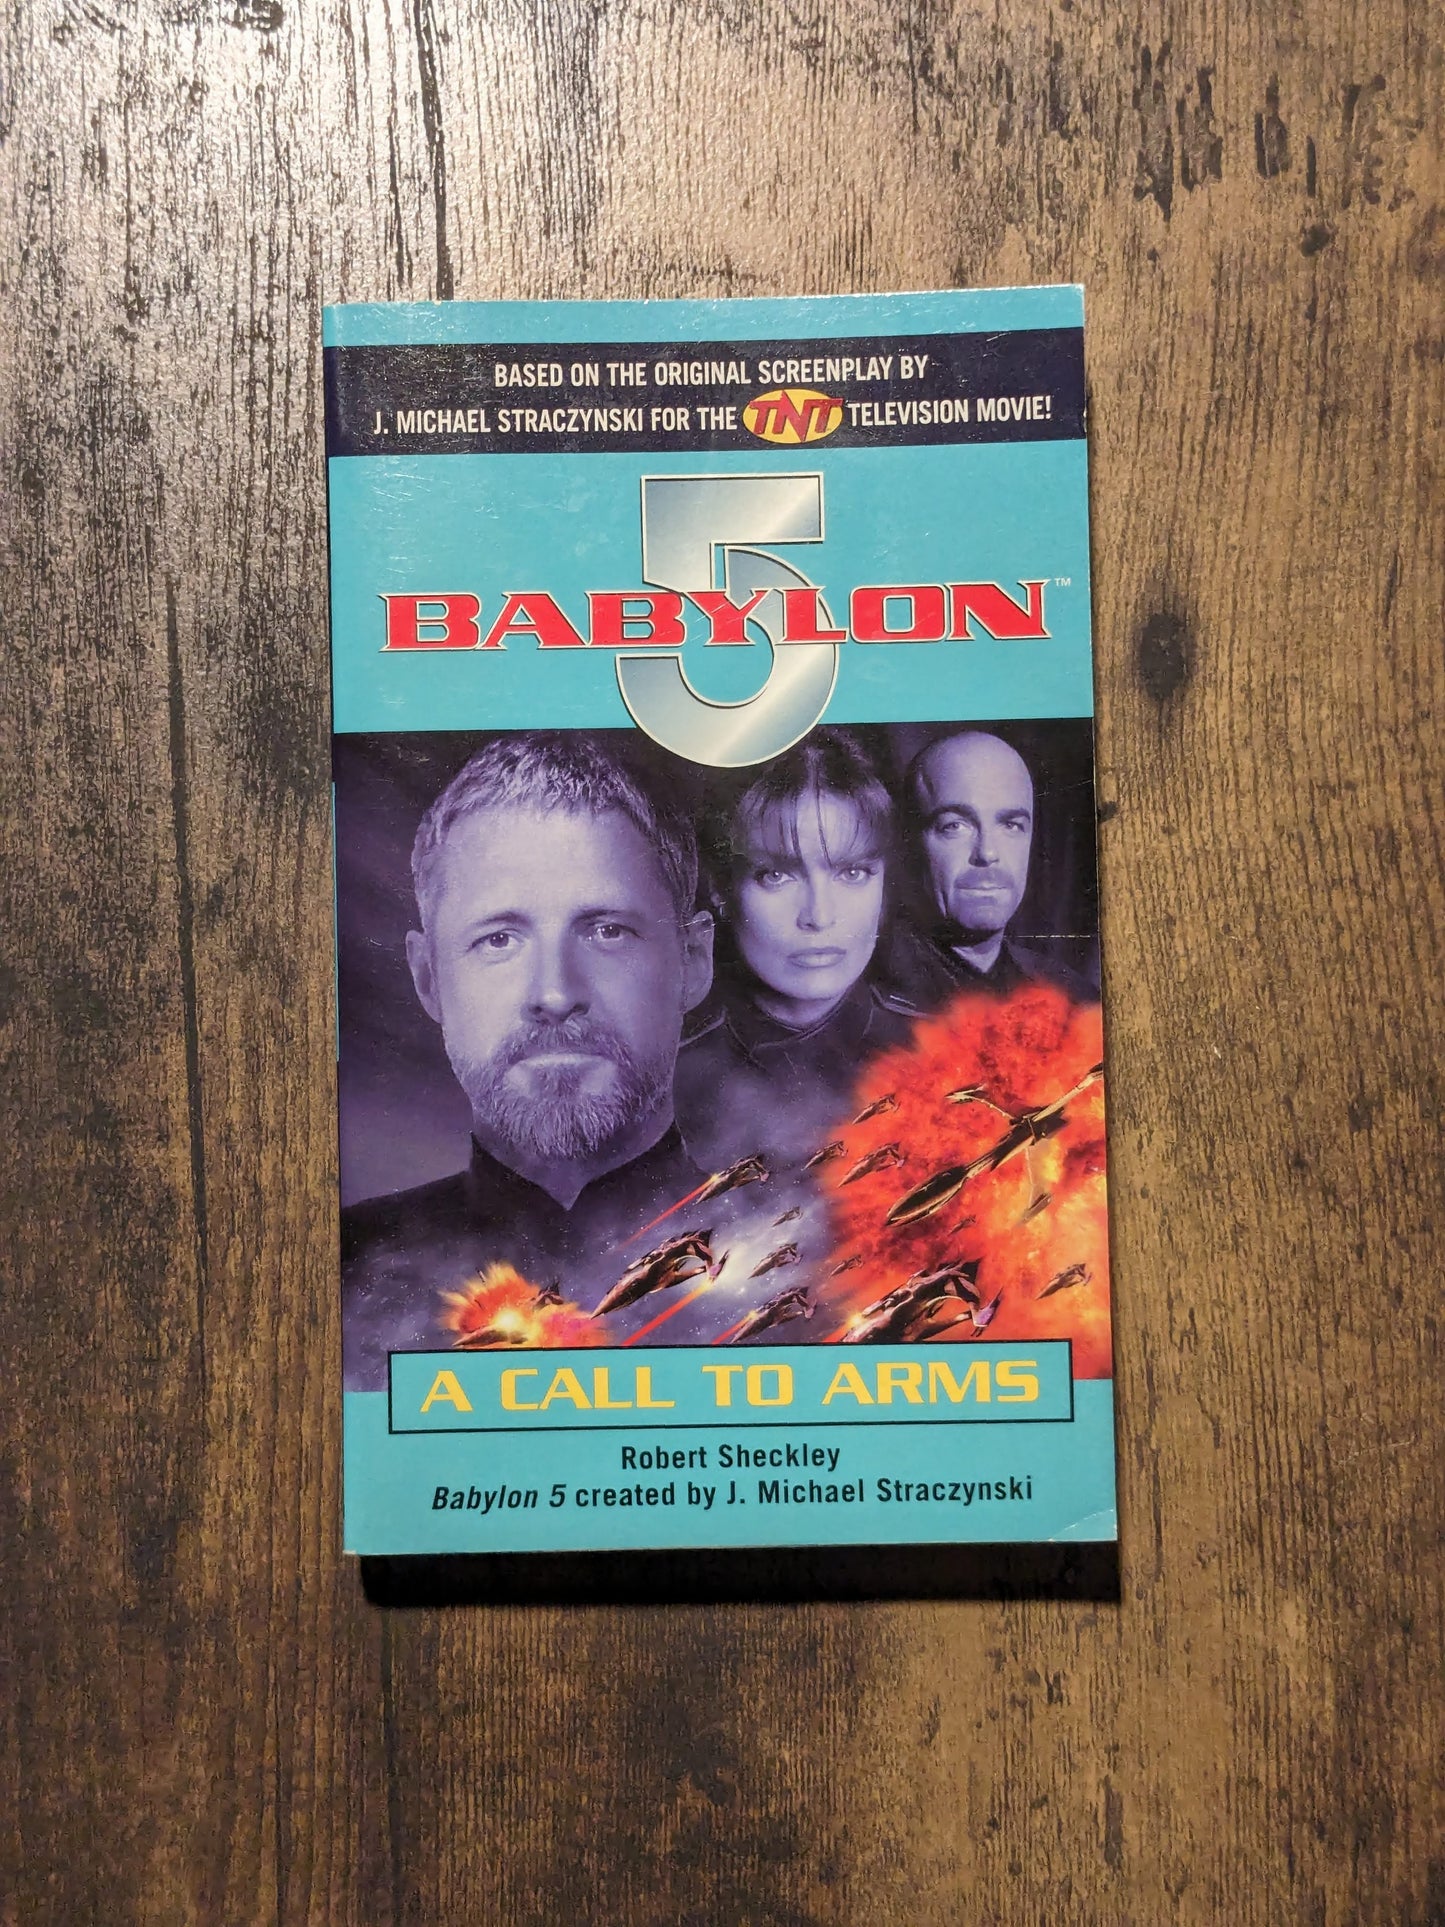 BASED ON THE ORIGINAL SCREENPLAY BY
J. MICHAEL STRACZYNSKI FOR THE TNT TELEVISION MOVIE!
5
BABYLON™
A CALL TO ARMS
Robert Sheckley
Babylon 5 created by J. Michael Straczynski